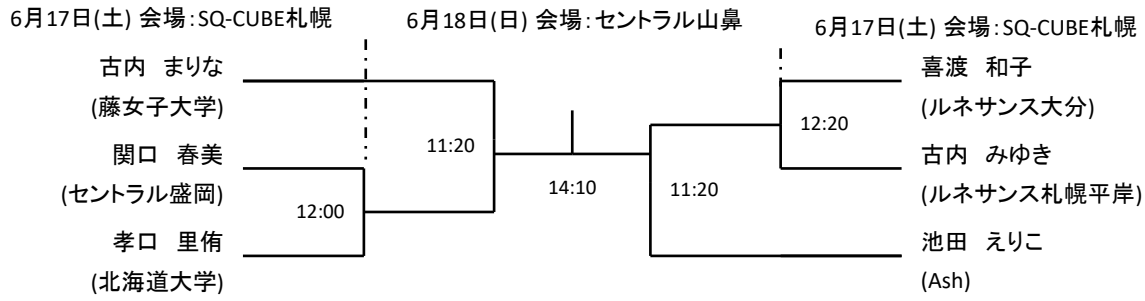 6月17日(土) 会場：SQ-CUBE札幌
6月18日(日) 会場：セントラル山鼻
6月17日(土) 会場：SQ-CUBE札幌
古内　まりな
(藤女子大学)
関口　春美
(セントラル盛岡)
孝口　里侑
(北海道大学)
12:00
11:20
14:10
11:20
12:20
喜渡　和子
(ルネサンス大分)
古内　みゆき
(ルネサンス札幌平岸)
池田　えりこ
(Ash)